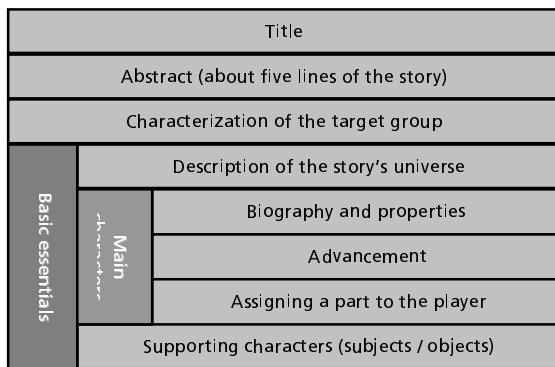 Title
Abstract (about five lines of the story)
Characterization of the target group
Basic essentials
Description of the story's universe
Main
Biography and properties
Advancement
Assigning a part to the player
Supporting characters (subjects / objects)